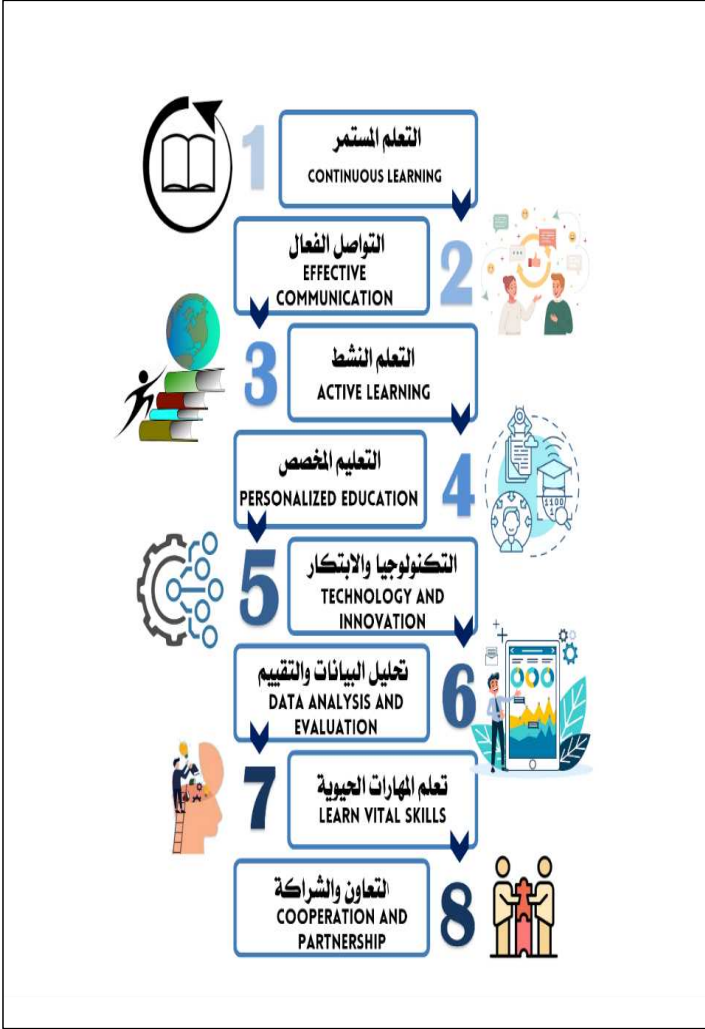 1
التعلم المستمر
CONTINUOUS LEARNING
2
التواصل الفعال
EFFECTIVE
COMMUNICATION
3
التعلم النشط
ACTIVE LEARNING
4
التعليم المخصص
PERSONALIZED EDUCATION
1100
1
5
التكنولوجيا والابتكار
TECHNOLOGY AND
INNOVATION
6
تحليل البيانات والتقييم
DATA ANALYSIS AND
EVALUATION
7
تعلم المهارات الحيوية
LEARN VITAL SKILLS
8
التعاون والشراكة
COOPERATION AND
PARTNERSHIP